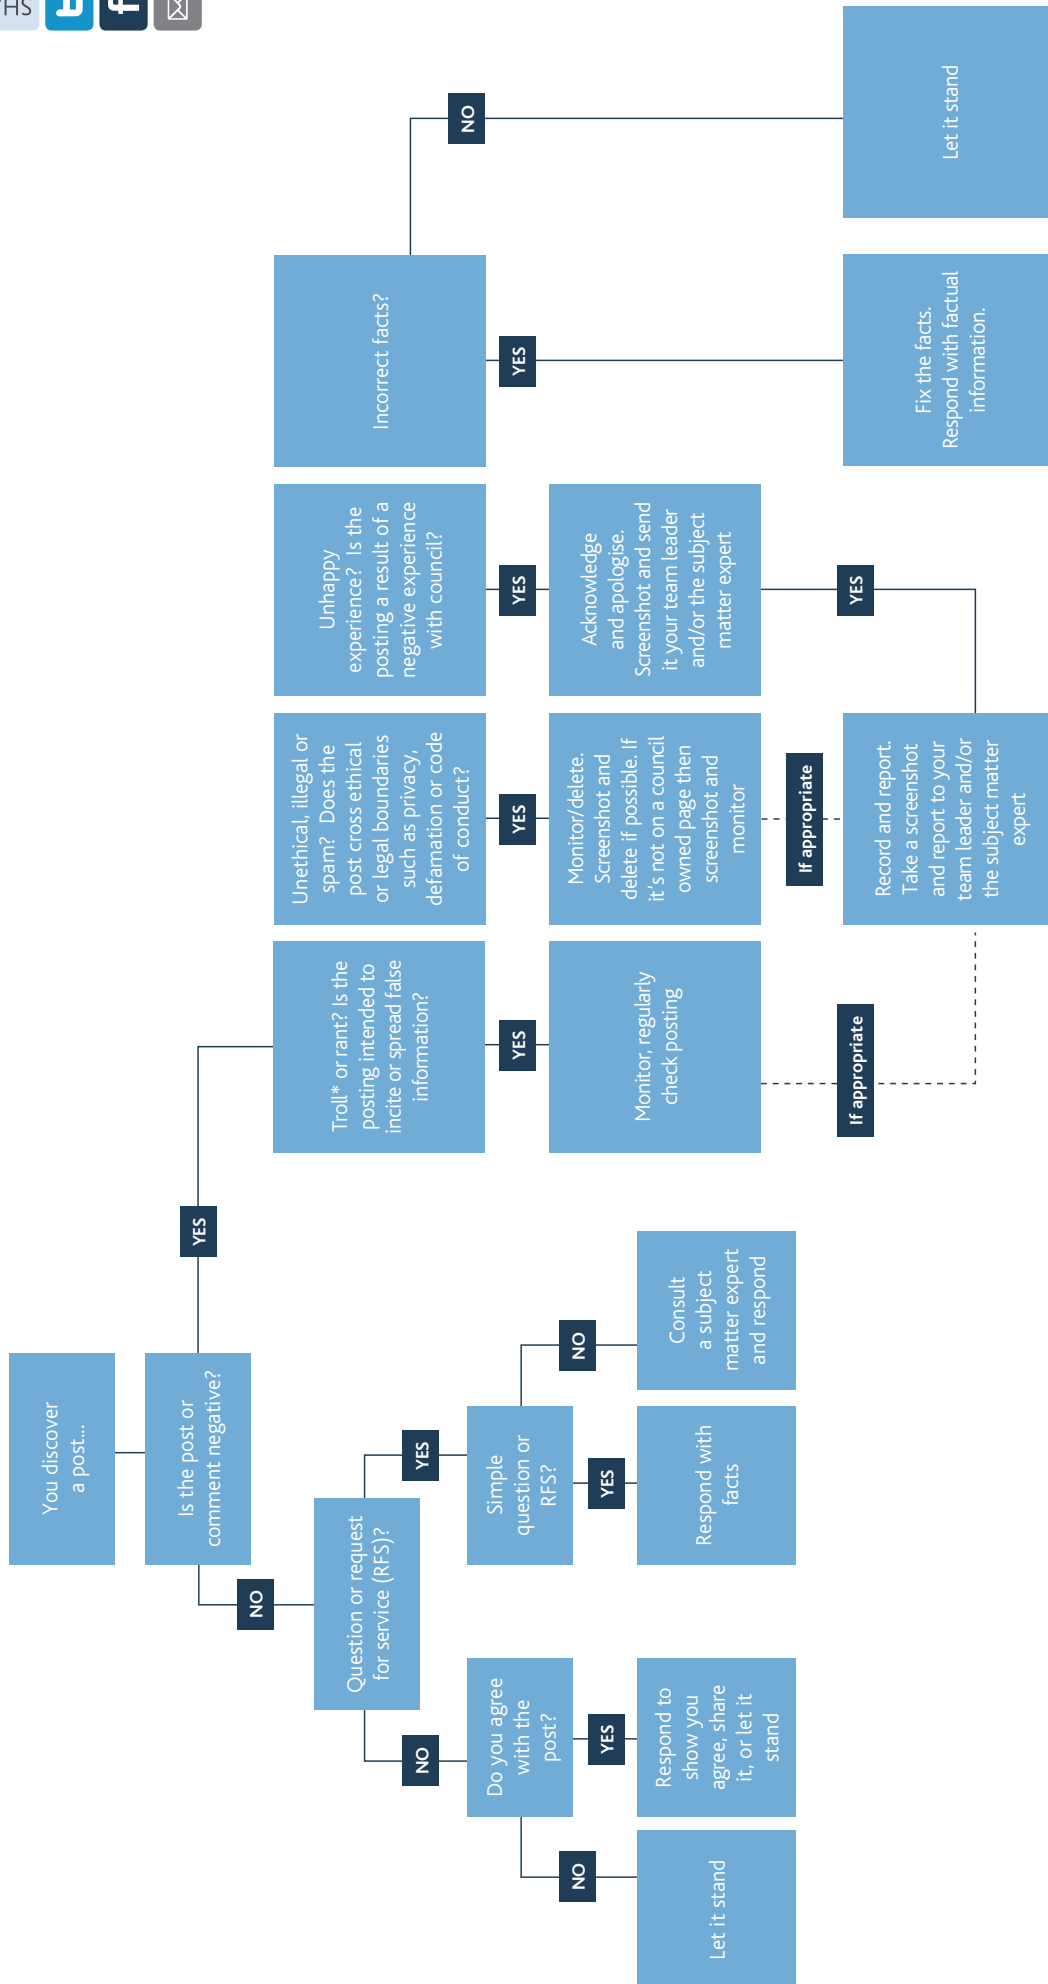 HS
You discover
a post...
Is the post or
comment negative?
NO
YES
Question or request
for service (RFS)?
NO
YES
Do you agree
with the
post?
NO
YES
Let it stand
Respond to
show you
agree, share
it, or let it
stand
Simple
question or
RFS?
YES
NO
Respond with
facts
Consult
a subject
matter expert
and respond
Troll* or rant? Is the
posting intended to
incite or spread false
information?
YES
Monitor, regularly
check posting
If appropriate
Unethical, illegal or
spam? Does the
post cross ethical
or legal boundaries
such as privacy,
defamation or code
of conduct?
YES
Monitor/delete.
Screenshot and
delete if possible. If
it's not on a council
owned page then
screenshot and
monitor
If appropriate
Record and report.
Take a screenshot
and report to your
team leader and/or
the subject matter
expert
Unhappy
experience? Is the
posting a result of a
negative experience
with council?
YES
Acknowledge
and apologise.
Screenshot and send
it your team leader
and/or the subject
matter expert
YES
Incorrect facts?
YES
NO
Fix the facts.
Respond with factual
information.
Let it stand